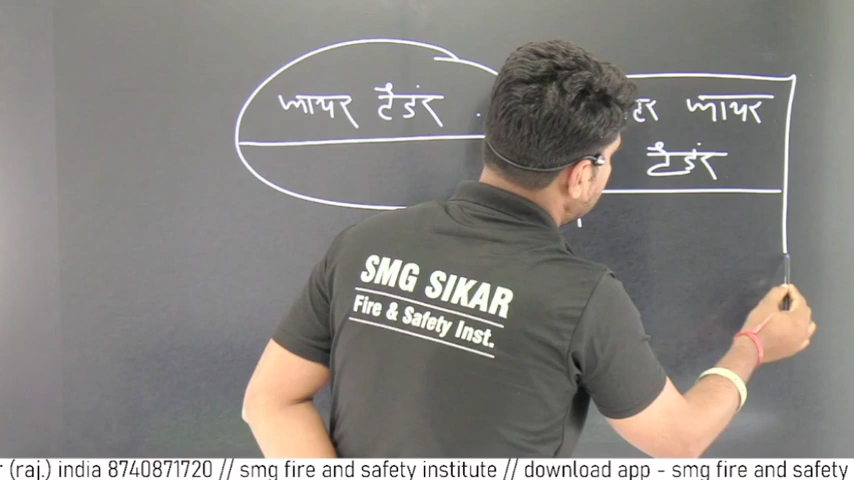 फायर टैंडर
टर फायर
टैंडर
SMG SIKAR
Fire & Safety Inst.
r (raj.) india 8740871720 // smg fire and safety institute // download app - smg fire and safety